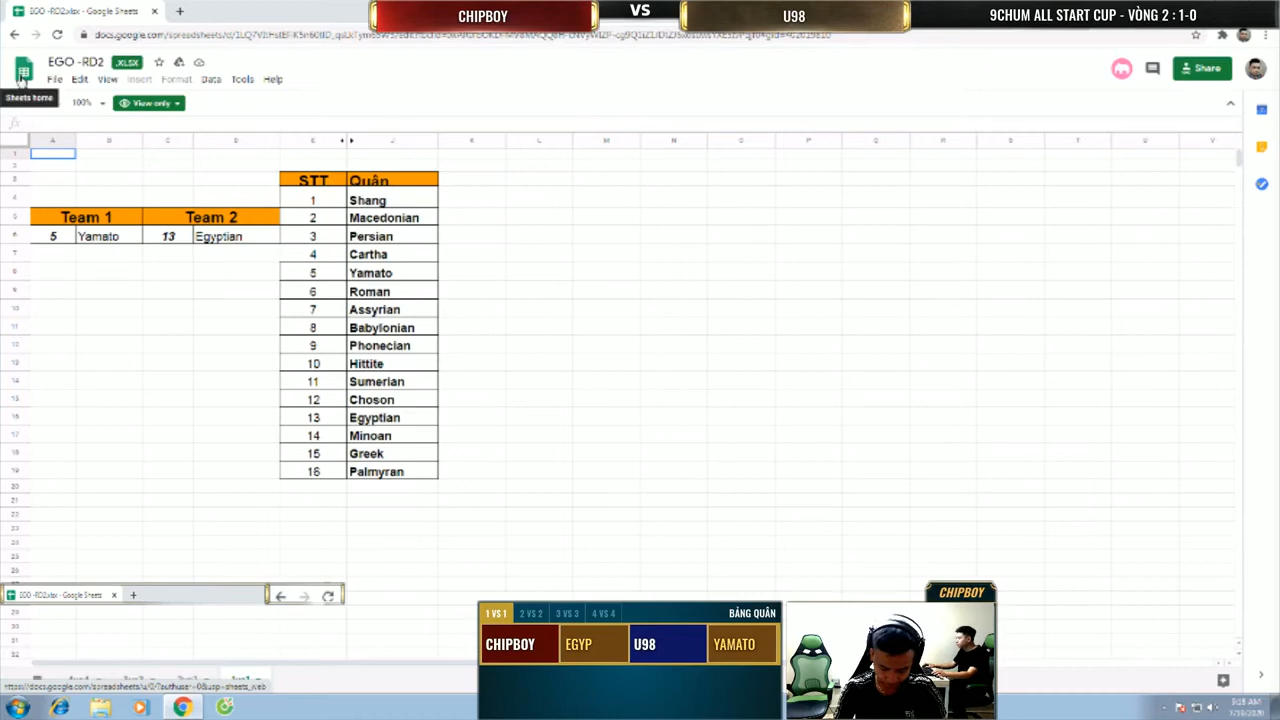 CHIPBOY
VS
U98
9CHUM ALL START CUP - VÒNG 2 : 1-0
EGO -RD2.xlsx - Google Sheets
EGO -RD2 .XLSX
File Edit View Insert Format Data Tools Help
Share
Sheets home
100%
View only
A B C D E J K L M N O P Q R S T U V
STT Quân
1 Shang
Team 1 Team 2
2 Macedonian
5 Yamato 13 Egyptian
3 Persian
4 Cartha
5 Yamato
6 Roman
7 Assyrian
8 Babylonian
9 Phonecian
10 Hittite
11 Sumerian
12 Choson
13 Egyptian
14 Minoan
15 Greek
16 Palmyran
EGO -RD2.xlsx - Google Sheets
CHIPBOY
1 VS 1 2 VS 2 3 VS 3 4 VS 4 BẢNG QUÂN
CHIPBOY EGYP U98 YAMATO